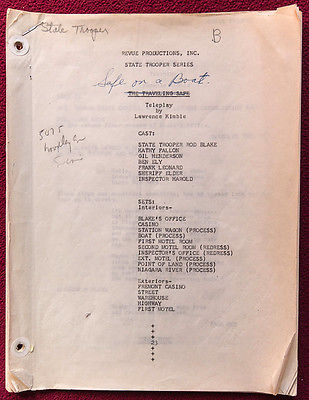 State Trooper
B
REVUE PRODUCTIONS, INC.
STATE TROOPER SERIES
Safe on a Boat
THE TRAVELING SAFE
Teleplay
by
Lawrence Kimble
5075
CAST:
STATE TROOPER ROD BLAKE
KATHY FALLON
GIL HENDERSON
BEN ELY
FRANK LEONARD
SHERIFF ELDER
INSPECTOR HAROLD
SETS:
Interiors-
BLAKE'S OFFICE
CASINO
STATION WAGON (PROCESS)
BOAT (PROCESS)
FIRST MOTEL ROOM
SECOND MOTEL ROOM (REDRESS)
INSPECTOR'S OFFICE (REDRESS)
EXT. MOTEL (PROCESS)
POINT OF LAND (PROCESS)
NIAGARA RIVER (PROCESS)
Exteriors-
FREMONT CASINO
STREET
WAREHOUSE
HIGHWAY
FIRST MOTEL
+
+
23
+
+
+